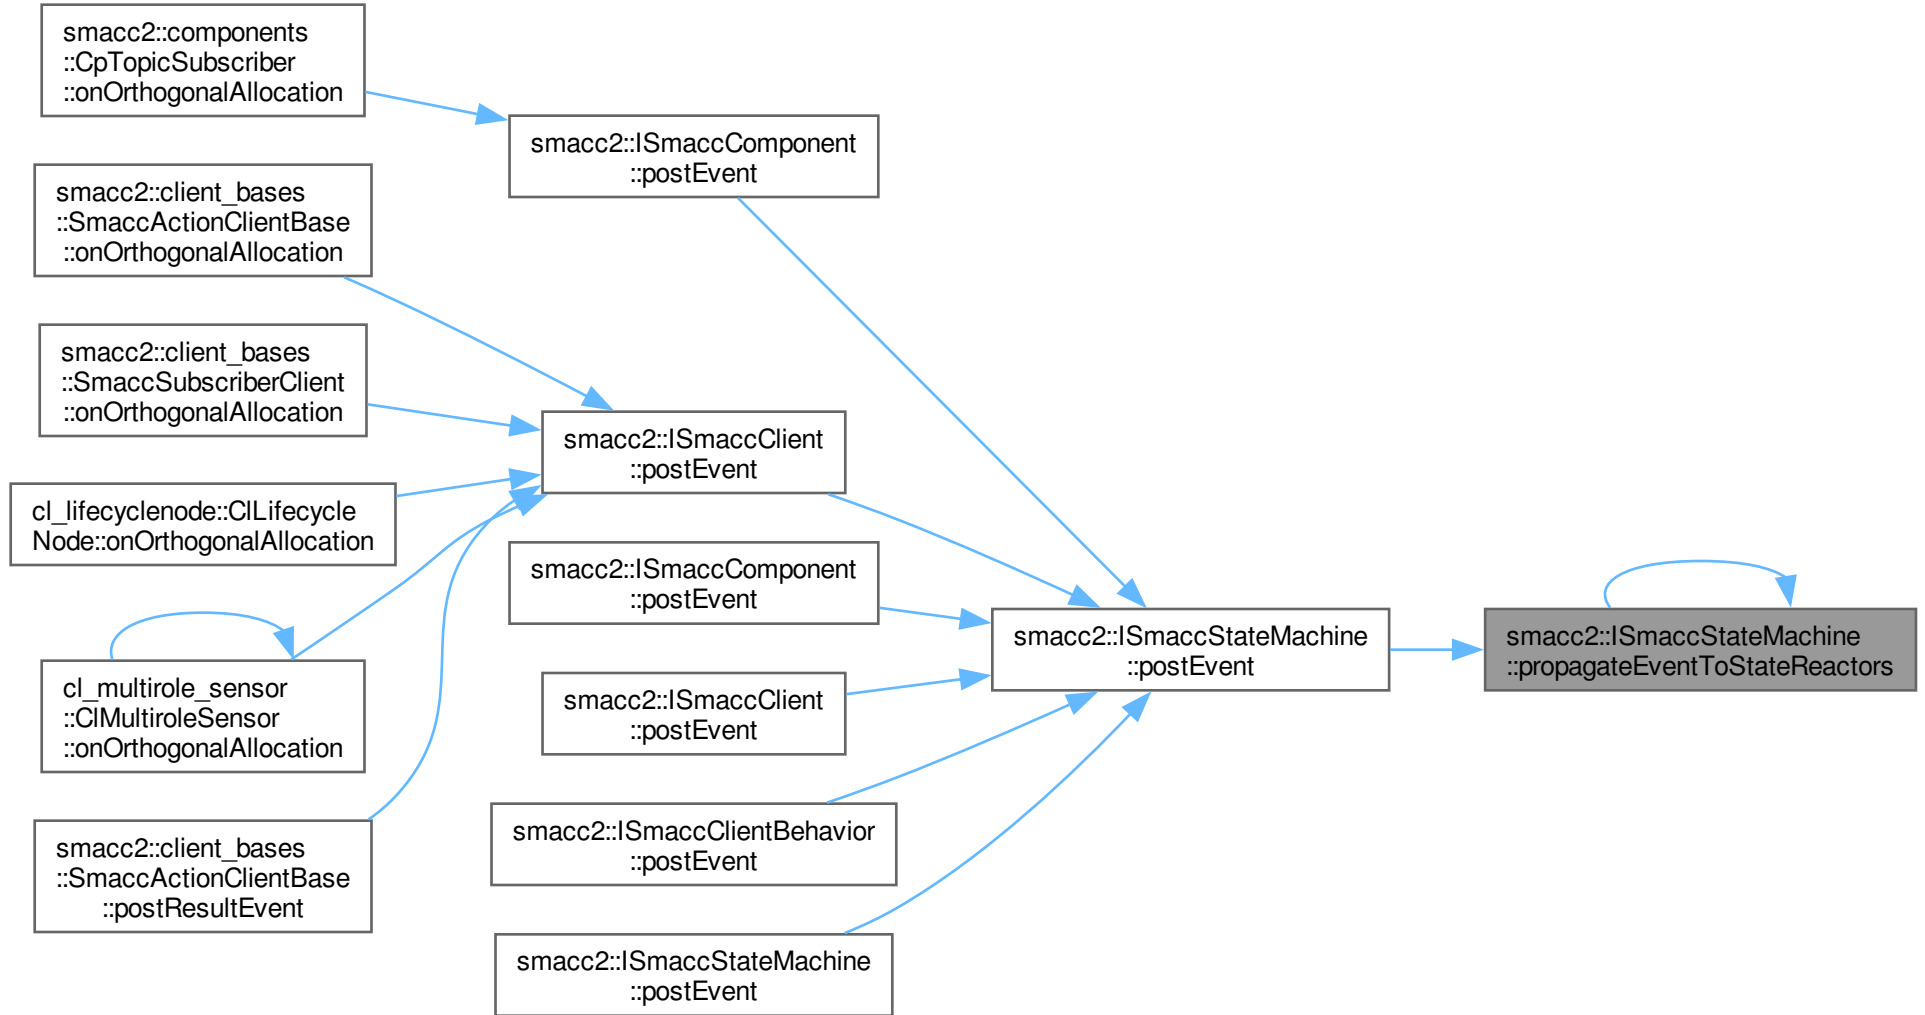 smacc2::components
::CpTopicSubscriber
::onOrthogonalAllocation
smacc2::client_bases
::SmaccActionClientBase
::onOrthogonalAllocation
smacc2::client_bases
::SmaccSubscriberClient
::onOrthogonalAllocation
cl_lifecyclenode::ClLifecycle
Node::onOrthogonalAllocation
cl_multirole_sensor
::ClMultiroleSensor
::onOrthogonalAllocation
smacc2::client_bases
::SmaccActionClientBase
::postResultEvent
smacc2::ISmaccComponent
::postEvent
smacc2::ISmaccClient
::postEvent
smacc2::ISmaccComponent
::postEvent
smacc2::ISmaccClient
::postEvent
smacc2::ISmaccClientBehavior
::postEvent
smacc2::ISmaccStateMachine
::postEvent
smacc2::ISmaccStateMachine
::postEvent
smacc2::ISmaccStateMachine
::propagateEventToStateReactors